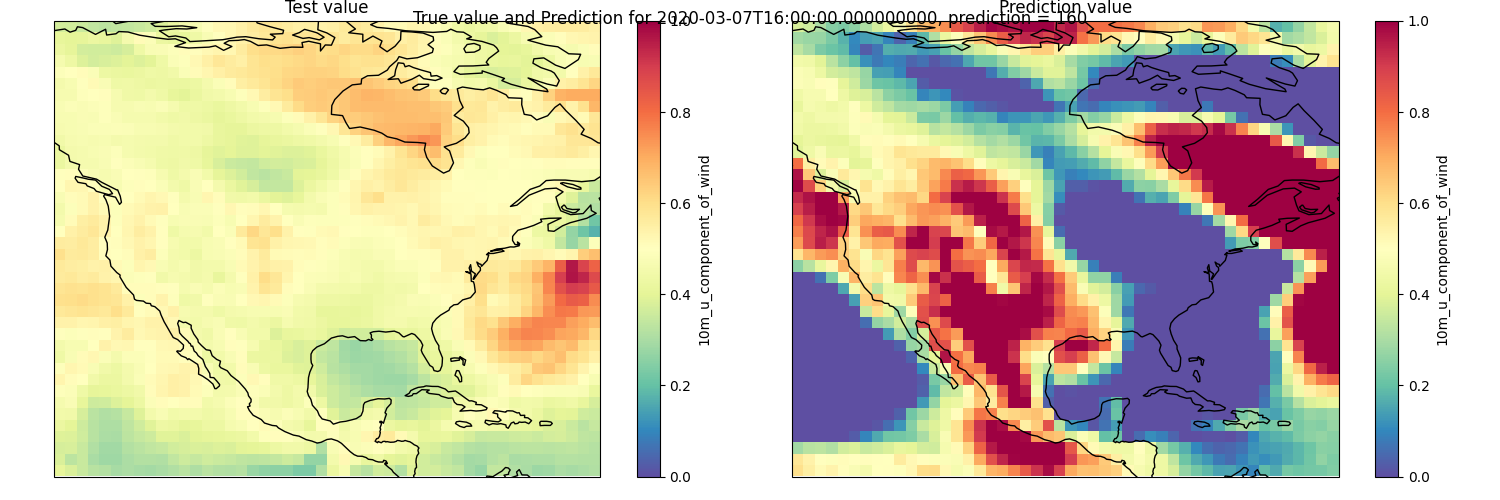 Test value
Prediction value
True value and Prediction for 2020-03-07T16:00:00.000000000, prediction = 160
1.0
0.8
0.6
0.4
0.2
0.0
10m_u_component_of_wind
1.0
0.8
0.6
0.4
0.2
0.0
10m_u_component_of_wind